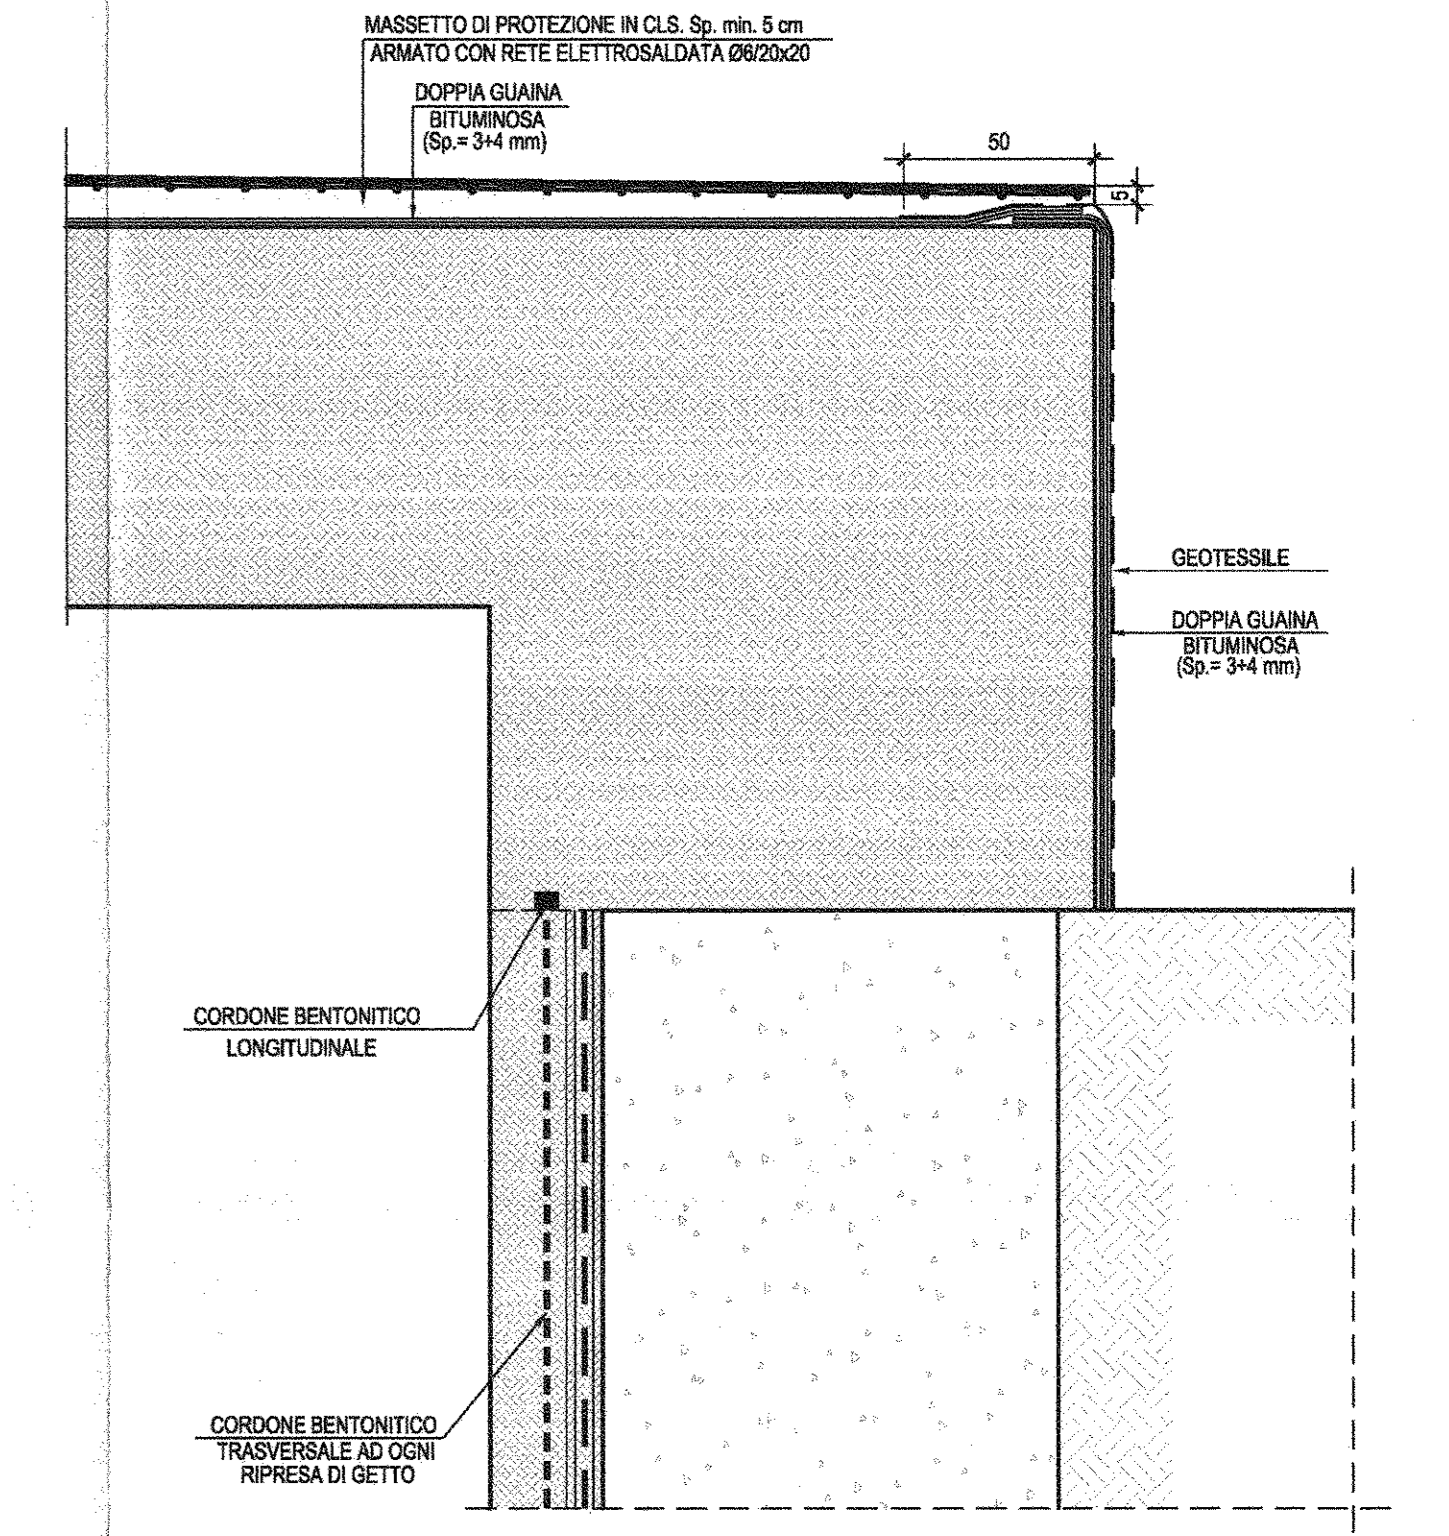 MASSETTO DI PROTEZIONE IN CLS. Sp. min. 5 cm
ARMATO CON RETE ELETTROSALDATA Ø6/20x20
DOPPIA GUAINA
BITUMINOSA
(Sp.= 3+4 mm)
50
5
GEOTESSILE
DOPPIA GUAINA
BITUMINOSA
(Sp.= 3+4 mm)
CORDONE BENTONITICO
LONGITUDINALE
CORDONE BENTONITICO
TRASVERSALE AD OGNI
RIPRESA DI GETTO